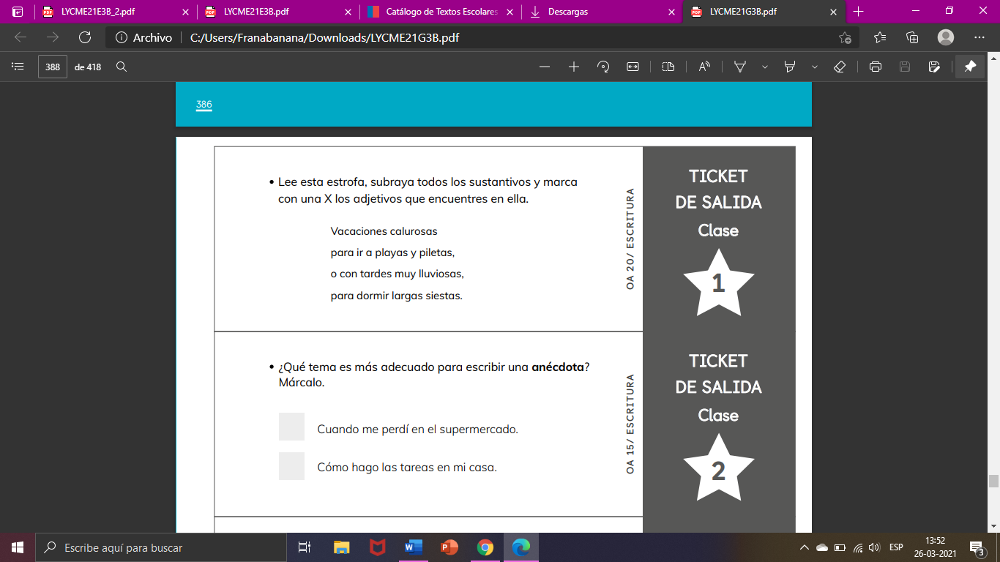 LYCME21E3B_2.pdf
LYCME21E3B.pdf
Catálogo de Textos Escolares
Descargas
LYCME21G3B.pdf
Archivo
C:/Users/Franabanana/Downloads/LYCME21G3B.pdf
388 de 418
386
• Lee esta estrofa, subraya todos los sustantivos y marca
con una X los adjetivos que encuentres en ella.
Vacaciones calurosas
para ir a playas y piletas,
o con tardes muy lluviosas,
para dormir largas siestas.
OA 20/ ESCRITURA
TICKET
DE SALIDA
Clase
1
• ¿Qué tema es más adecuado para escribir una anécdota?
Márcalo.
Cuando me perdí en el supermercado.
Cómo hago las tareas en mi casa.
OA 15/ ESCRITURA
TICKET
DE SALIDA
Clase
2
Escribe aquí para buscar
ESP
13:52
26-03-2021
3